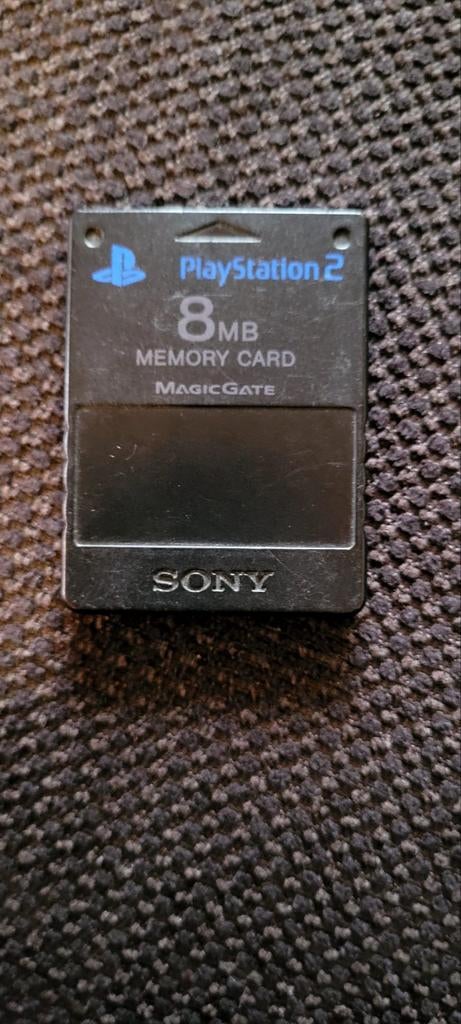 PlayStation 2
8MB
MEMORY CARD
MAGICGATE
SONY